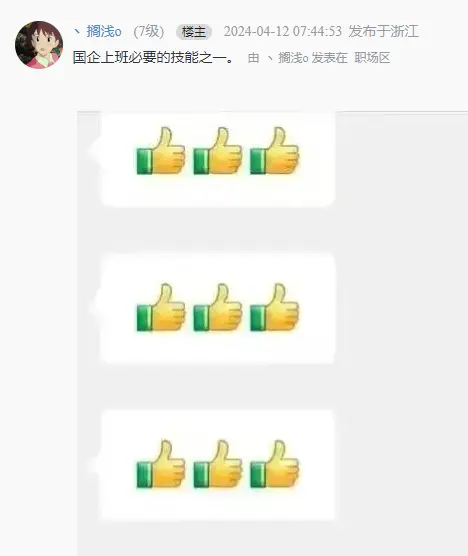 丶搁浅o (7级) 楼主 2024-04-12 07:44:53 发布于浙江
国企上班必要的技能之一。 由 丶搁浅o 发表在 职场区